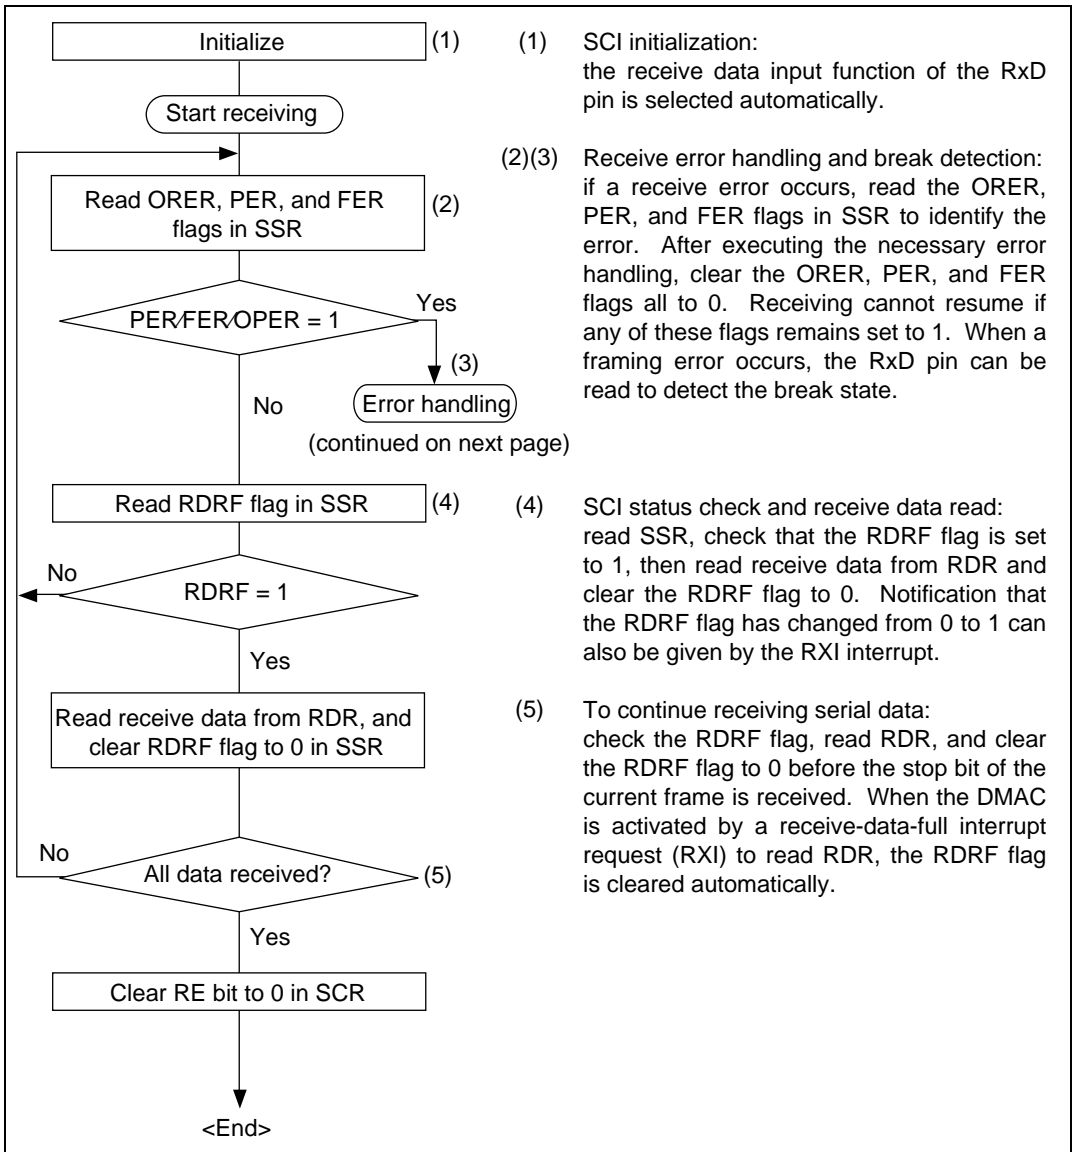 Initialize
(1)
Start receiving
Read ORER, PER, and FER
flags in SSR
(2)
PER/FER/OPER = 1
Yes
(3)
No
Error handling
(continued on next page)
Read RDRF flag in SSR
(4)
No
RDRF = 1
Yes
Read receive data from RDR, and
clear RDRF flag to 0 in SSR
No
All data received?
(5)
Yes
Clear RE bit to 0 in SCR
<End>
(1) SCI initialization:
the receive data input function of the RxD
pin is selected automatically.
(2)(3) Receive error handling and break detection:
if a receive error occurs, read the ORER,
PER, and FER flags in SSR to identify the
error. After executing the necessary error
handling, clear the ORER, PER, and FER
flags all to 0. Receiving cannot resume if
any of these flags remains set to 1. When a
framing error occurs, the RxD pin can be
read to detect the break state.
(4) SCI status check and receive data read:
read SSR, check that the RDRF flag is set
to 1, then read receive data from RDR and
clear the RDRF flag to 0. Notification that
the RDRF flag has changed from 0 to 1 can
also be given by the RXI interrupt.
(5) To continue receiving serial data:
check the RDRF flag, read RDR, and clear
the RDRF flag to 0 before the stop bit of the
current frame is received. When the DMAC
is activated by a receive-data-full interrupt
request (RXI) to read RDR, the RDRF flag
is cleared automatically.